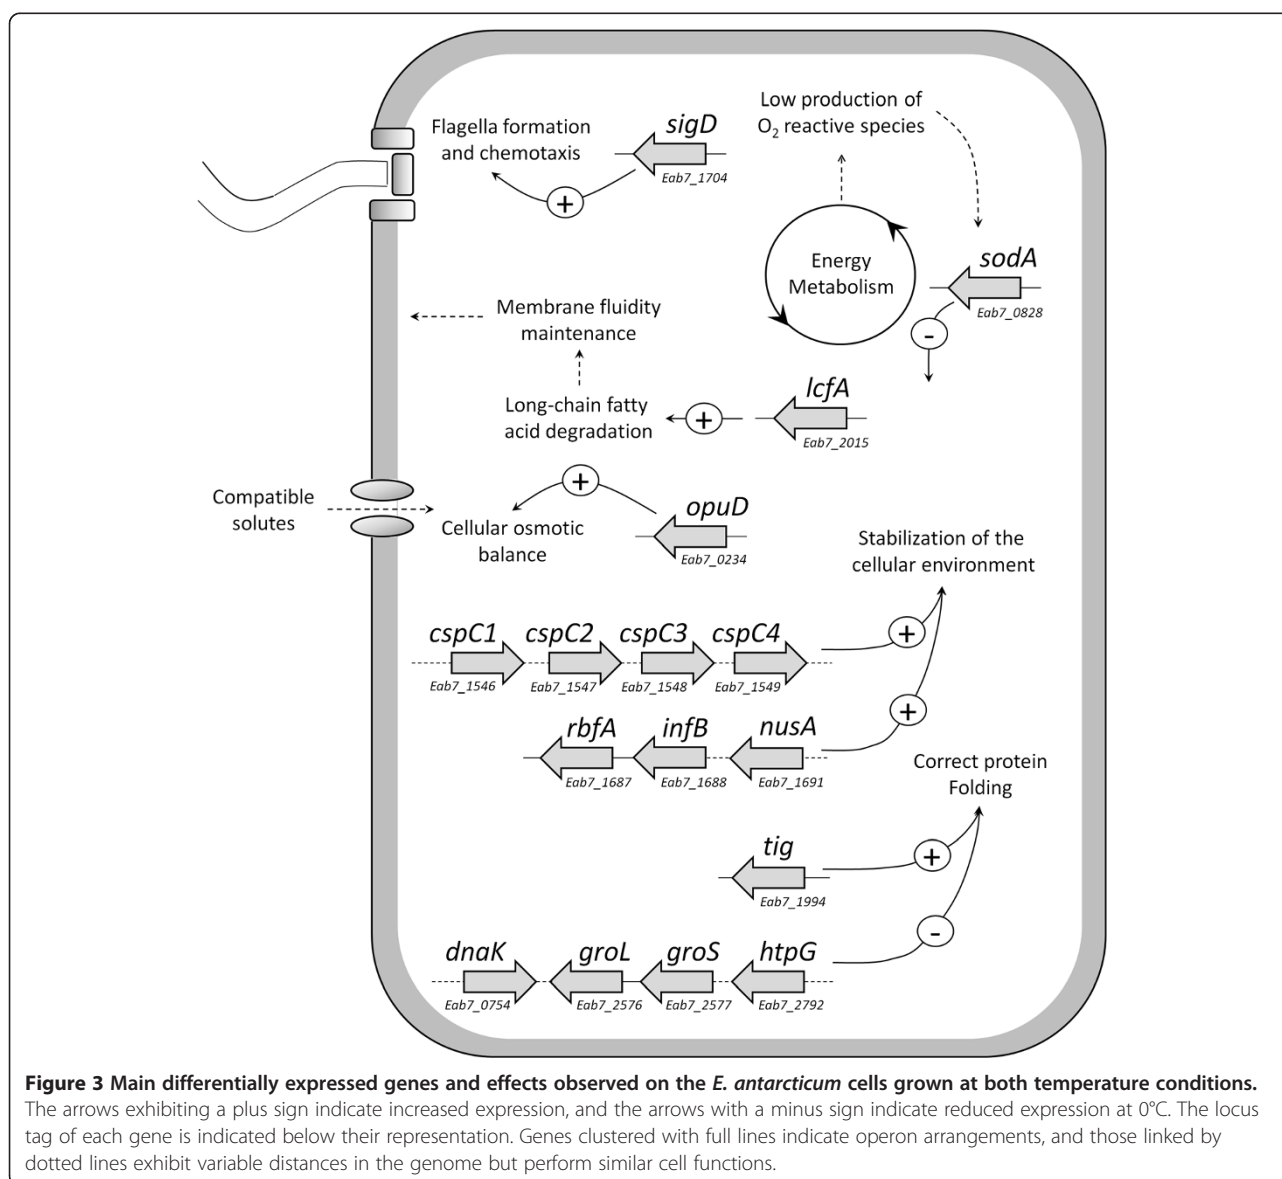 Flagella formation
and chemotaxis
sigD
Eab7_1704
+
Low production of
O2 reactive species
Energy
Metabolism
sodA
Eab7_0828
-
Membrane fluidity
maintenance
Long-chain fatty
acid degradation
+
lcfA
Eab7_2015
Compatible
solutes
+
Cellular osmotic
balance
opuD
Eab7_0234
Stabilization of the
cellular environment
cspC1 cspC2 cspC3 cspC4
Eab7_1546 Eab7_1547 Eab7_1548 Eab7_1549
+
rbfA infB nusA
Eab7_1687 Eab7_1688 Eab7_1691
+
Correct protein
Folding
tig
Eab7_1994
+
dnaK groL groS htpG
Eab7_0754 Eab7_2576 Eab7_2577 Eab7_2792
-
Figure 3 Main differentially expressed genes and effects observed on the E. antarcticum cells grown at both temperature conditions.
The arrows exhibiting a plus sign indicate increased expression, and the arrows with a minus sign indicate reduced expression at 0°C. The locus
tag of each gene is indicated below their representation. Genes clustered with full lines indicate operon arrangements, and those linked by
dotted lines exhibit variable distances in the genome but perform similar cell functions.